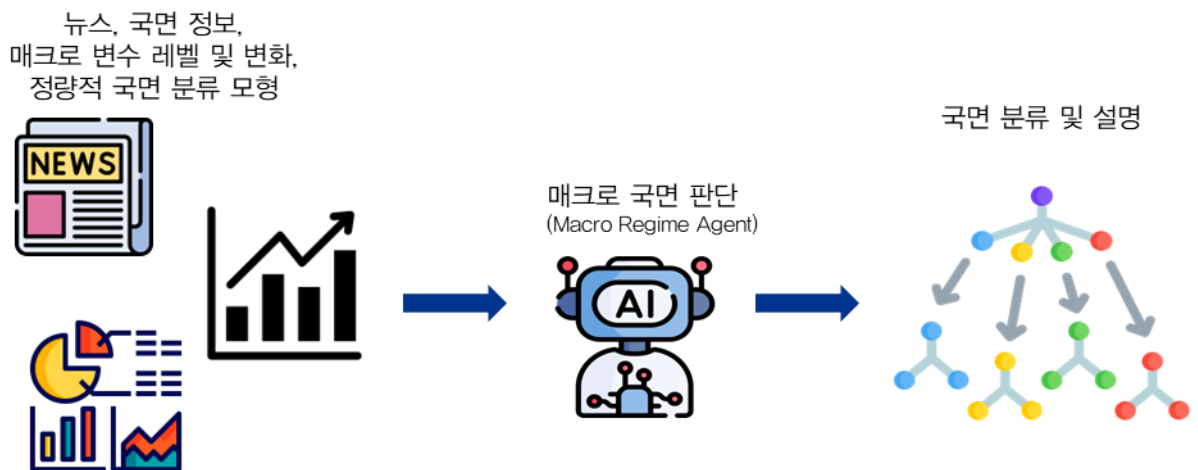 뉴스, 국면 정보,
매크로 변수 레벨 및 변화,
정량적 국면 분류 모형
NEWS
매크로 국면 판단
(Macro Regime Agent)
AI
국면 분류 및 설명